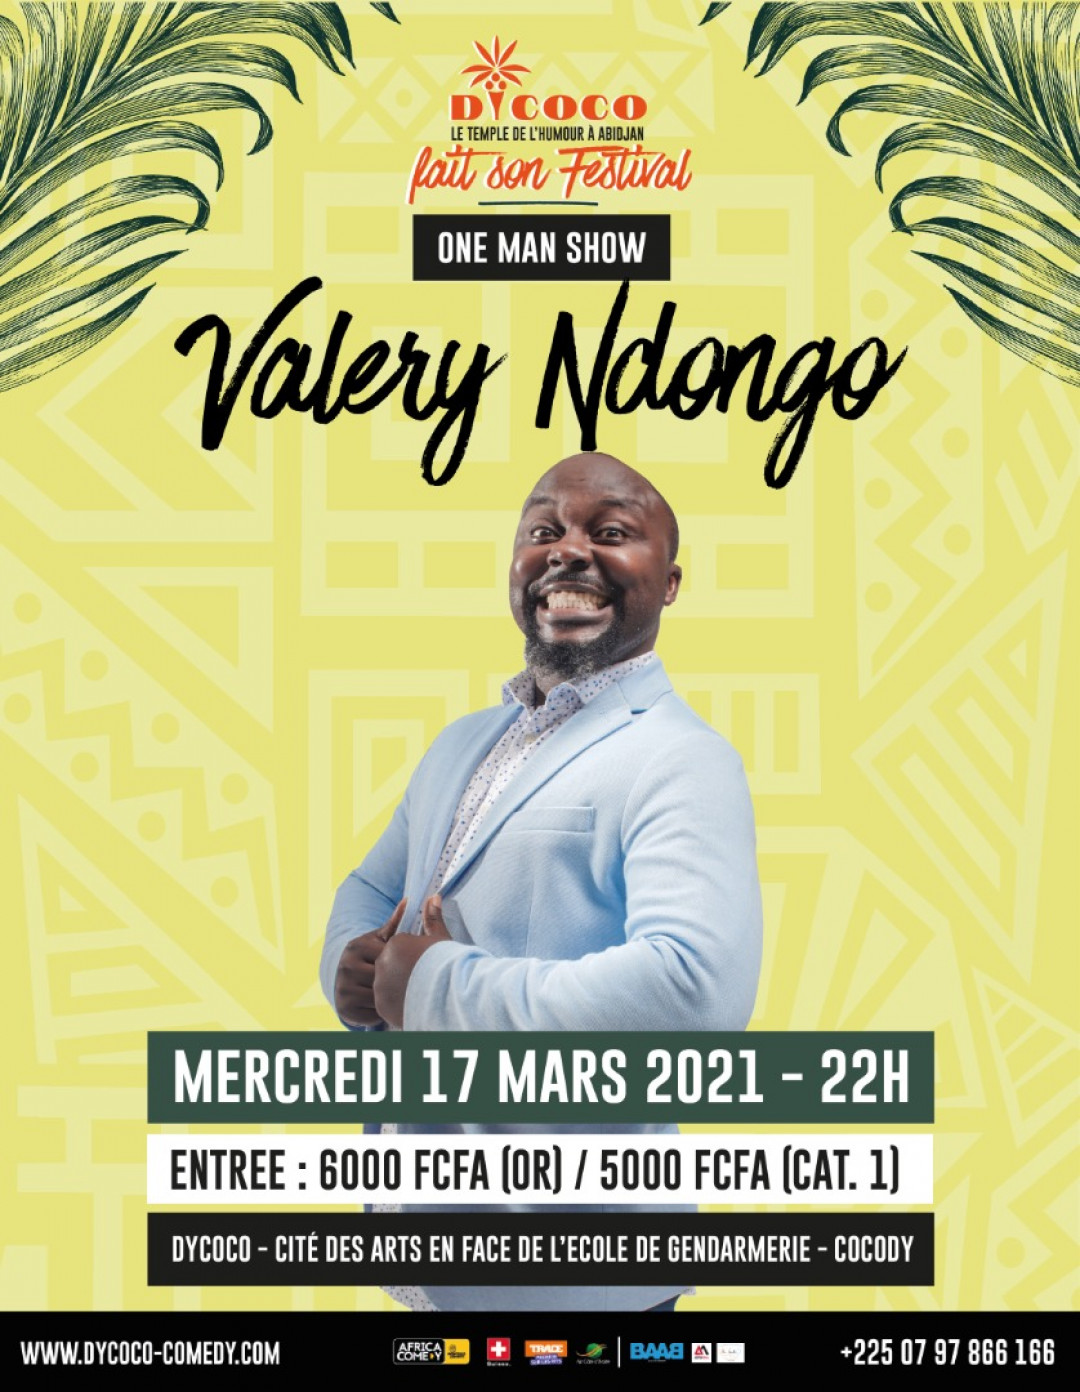 DYCOCO
LE TEMPLE DE L'HUMOUR À ABIDJAN
fait son Festival
ONE MAN SHOW
Valery Ndongo
MERCREDI 17 MARS 2021 - 22H
ENTREE : 6000 FCFA (OR) / 5000 FCFA (CAT. 1)
DYCOCO - CITÉ DES ARTS EN FACE DE L'ECOLE DE GENDARMERIE - COCODY
WWW.DYCOCO-COMEDY.COM
AFRICA
COMEDY
TRACE
BAAB
+225 07 97 866 166